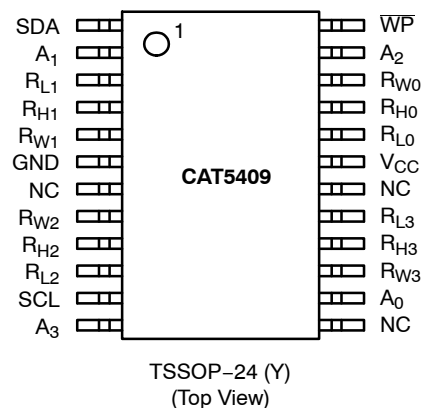 SDA
A1
RL1
RH1
RW1
GND
NC
RW2
RH2
RL2
SCL
A3
1
CAT5409
W̅P̅
A2
RW0
RH0
RL0
VCC
NC
RL3
RH3
RW3
A0
NC
TSSOP−24 (Y)
(Top View)